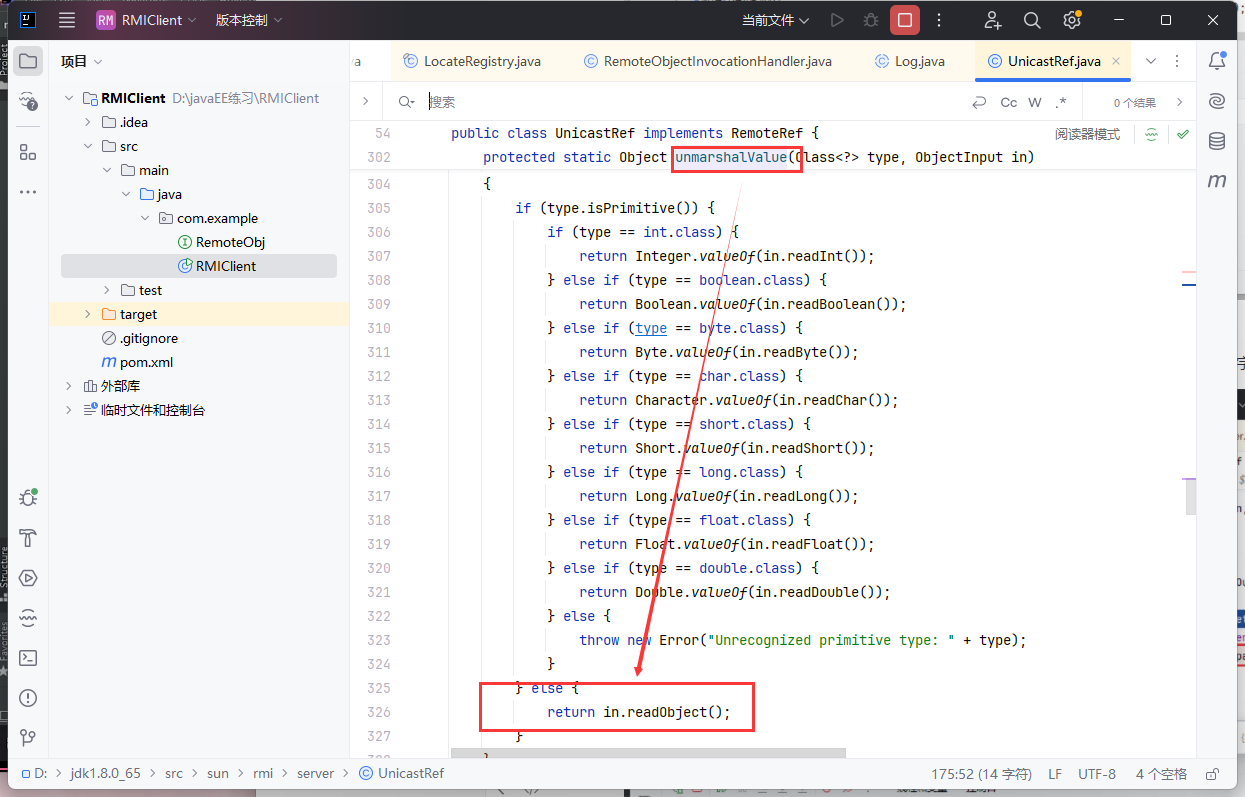 RM RMIClient 版本控制 当前文件
项目
a LocateRegistry.java RemoteObjectInvocationHandler.java Log.java UnicastRef.java
RMIClient D:\javaEE练习\RMIClient
.idea
src
main
java
com.example
RemoteObj
RMIClient
test
target
.gitignore
pom.xml
外部库
临时文件和控制台
搜索 Cc W .* 0 个结果
阅读器模式
54 public class UnicastRef implements RemoteRef {
302 protected static Object unmarshalValue(Class<?> type, ObjectInput in)
304 {
305 if (type.isPrimitive()) {
306 if (type == int.class) {
307 return Integer.valueOf(in.readInt());
308 } else if (type == boolean.class) {
309 return Boolean.valueOf(in.readBoolean());
310 } else if (type == byte.class) {
311 return Byte.valueOf(in.readByte());
312 } else if (type == char.class) {
313 return Character.valueOf(in.readChar());
314 } else if (type == short.class) {
315 return Short.valueOf(in.readShort());
316 } else if (type == long.class) {
317 return Long.valueOf(in.readLong());
318 } else if (type == float.class) {
319 return Float.valueOf(in.readFloat());
320 } else if (type == double.class) {
321 return Double.valueOf(in.readDouble());
322 } else {
323 throw new Error("Unrecognized primitive type: " + type);
324 }
325 } else {
326 return in.readObject();
327 }
D: > jdk1.8.0_65 > src > sun > rmi > server > UnicastRef 175:52 (14 字符) LF UTF-8 4 个空格